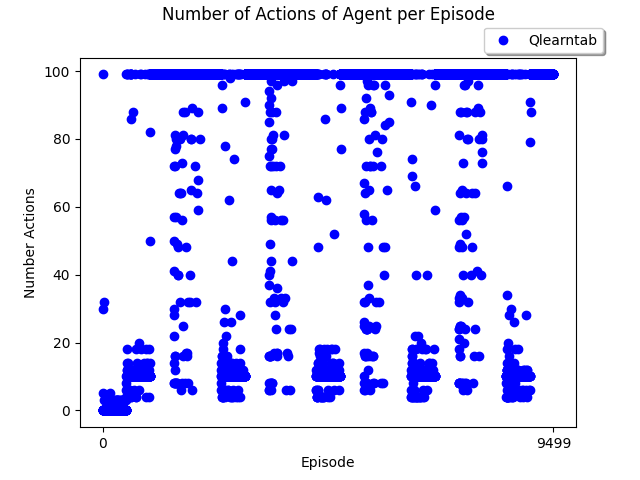 Number of Actions of Agent per Episode
Qlearntab
100
80
60
40
20
0
Number Actions
0
9499
Episode